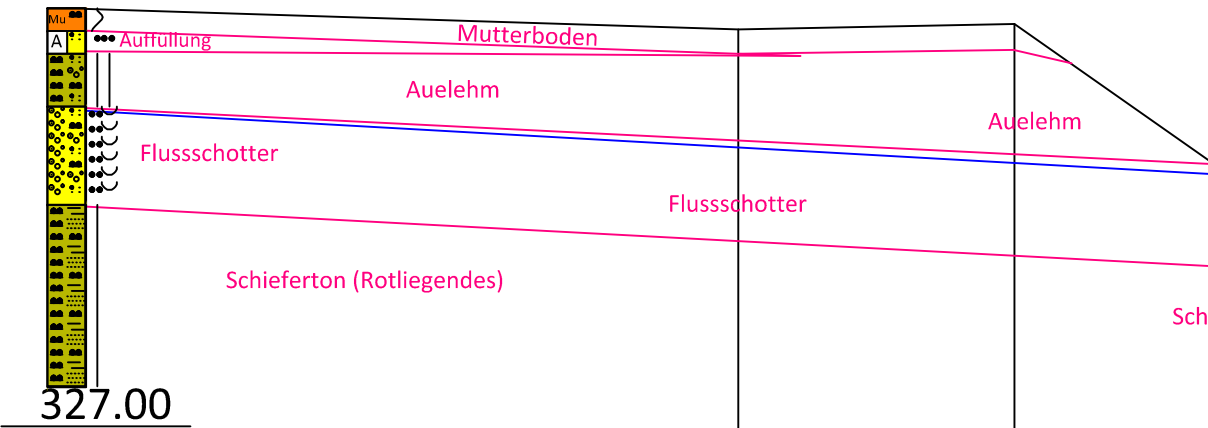 Mu
A
Auffüllung
Mutterboden
Auelehm
Auelehm
Flussschotter
Flussschotter
Schieferton (Rotliegendes)
Sch
327.00